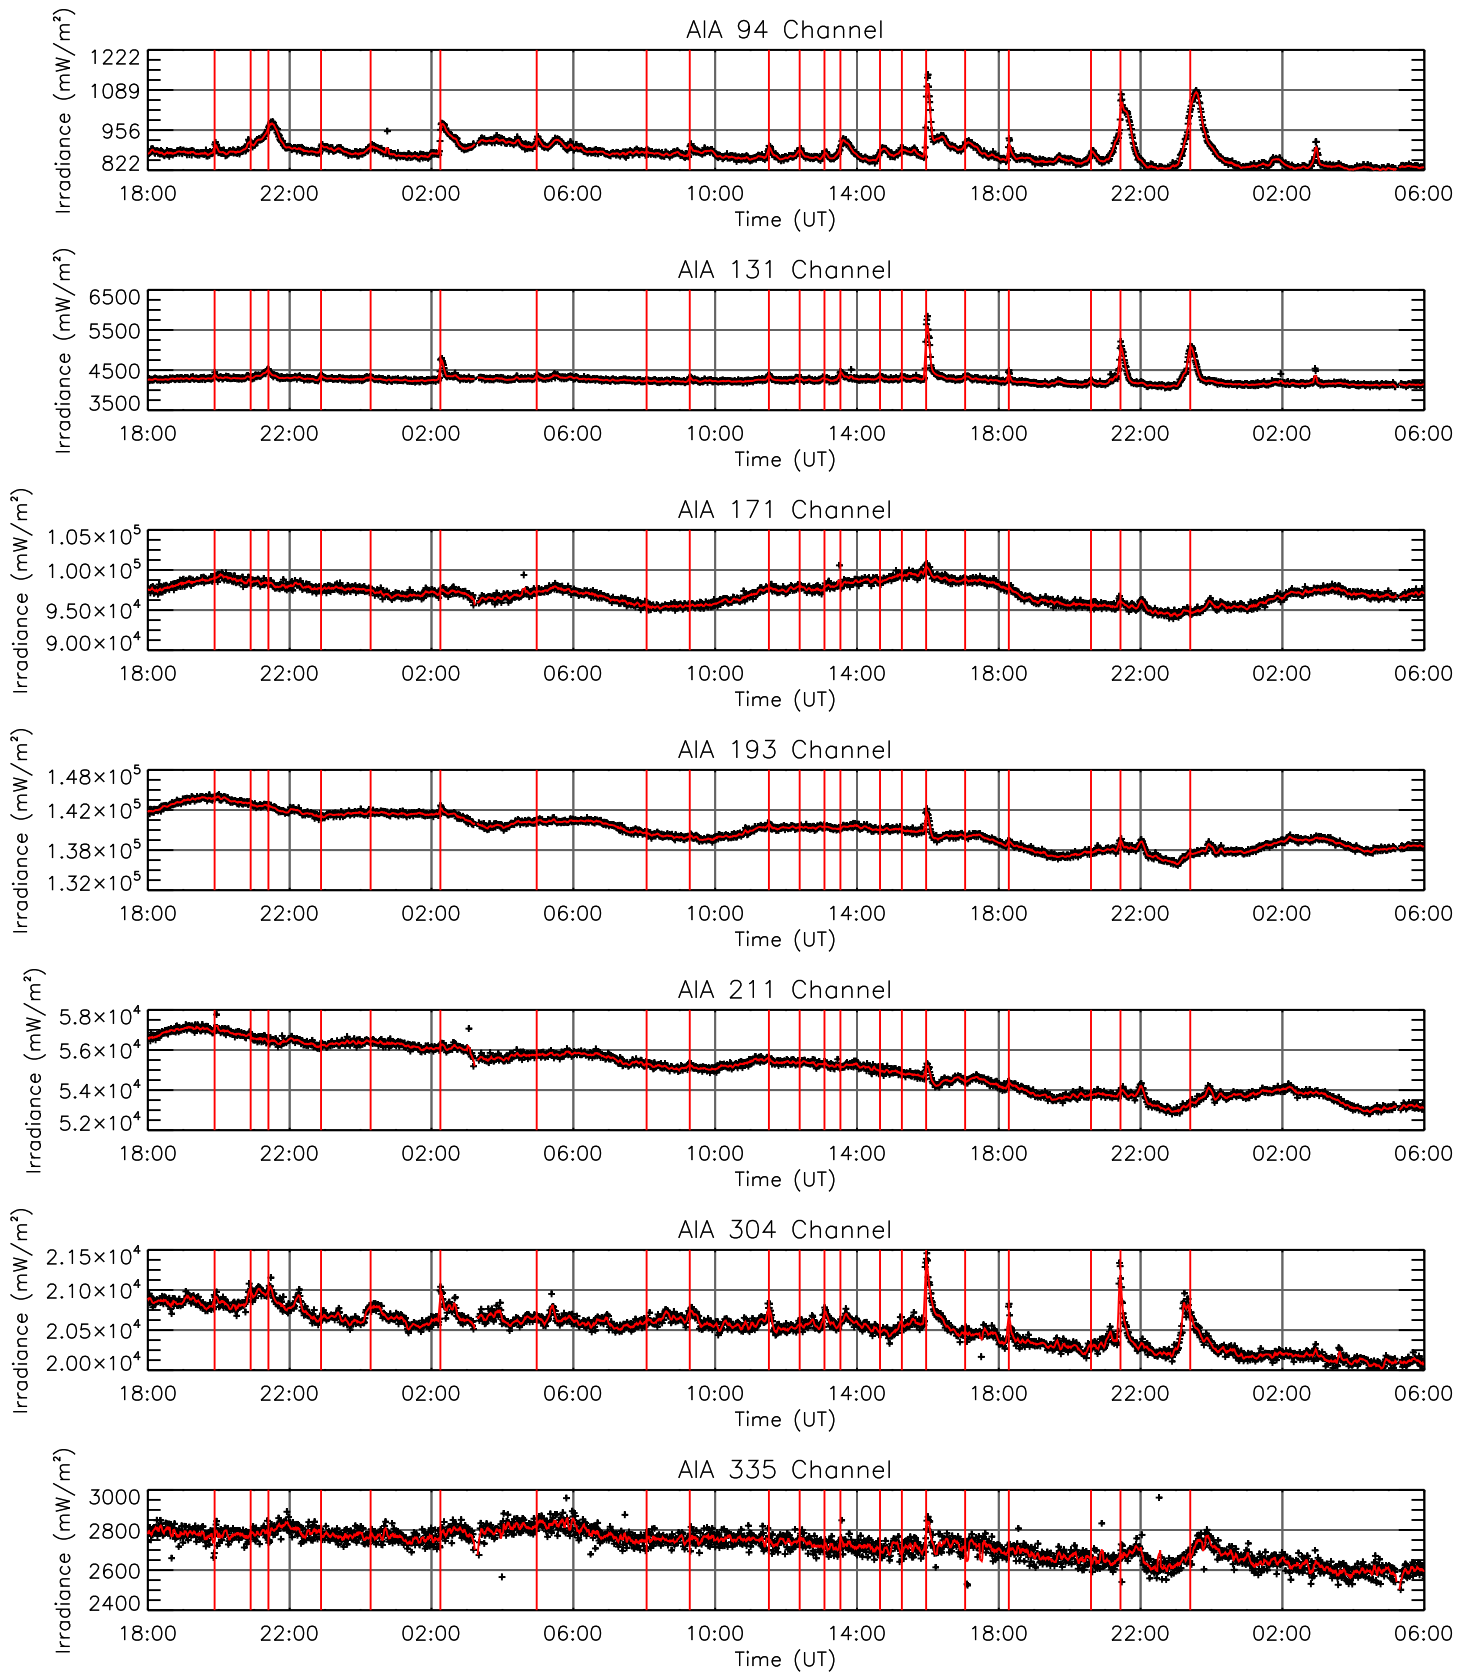 AIA 94 Channel
Irradiance (mW/m²)
1222
1089
956
822
18:00 22:00 02:00 06:00 10:00 14:00 18:00 22:00 02:00 06:00
Time (UT)
AIA 131 Channel
Irradiance (mW/m²)
6500
5500
4500
3500
18:00 22:00 02:00 06:00 10:00 14:00 18:00 22:00 02:00 06:00
Time (UT)
AIA 171 Channel
Irradiance (mW/m²)
1.05×10⁵
1.00×10⁵
9.50×10⁴
9.00×10⁴
18:00 22:00 02:00 06:00 10:00 14:00 18:00 22:00 02:00 06:00
Time (UT)
AIA 193 Channel
Irradiance (mW/m²)
1.48×10⁵
1.42×10⁵
1.38×10⁵
1.32×10⁵
18:00 22:00 02:00 06:00 10:00 14:00 18:00 22:00 02:00 06:00
Time (UT)
AIA 211 Channel
Irradiance (mW/m²)
5.8×10⁴
5.6×10⁴
5.4×10⁴
5.2×10⁴
18:00 22:00 02:00 06:00 10:00 14:00 18:00 22:00 02:00 06:00
Time (UT)
AIA 304 Channel
Irradiance (mW/m²)
2.15×10⁴
2.10×10⁴
2.05×10⁴
2.00×10⁴
18:00 22:00 02:00 06:00 10:00 14:00 18:00 22:00 02:00 06:00
Time (UT)
AIA 335 Channel
Irradiance (mW/m²)
3000
2800
2600
2400
18:00 22:00 02:00 06:00 10:00 14:00 18:00 22:00 02:00 06:00
Time (UT)